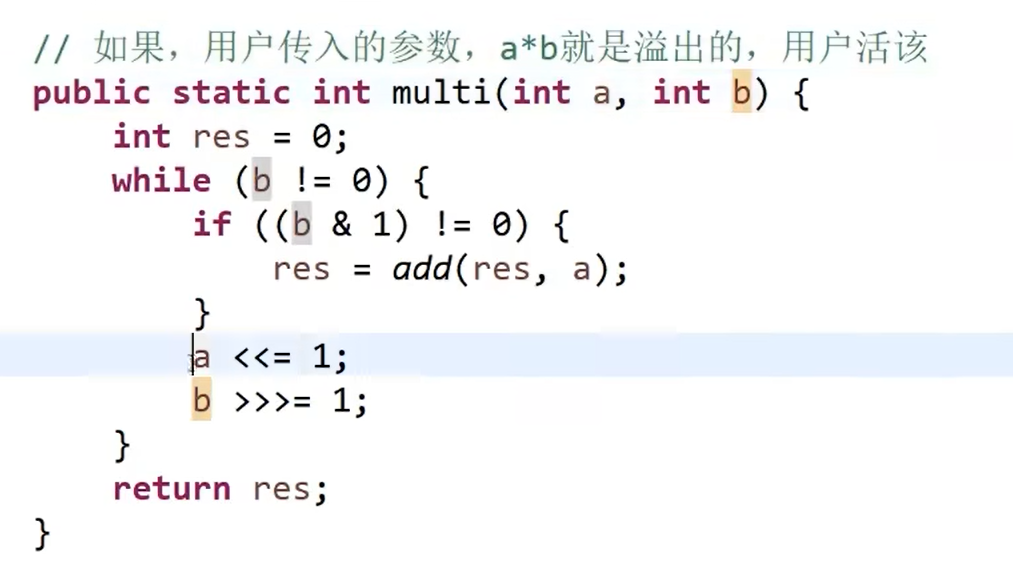 // 如果，用户传入的参数，a*b就是溢出的，用户活该
public static int multi(int a, int b) {
    int res = 0;
    while (b != 0) {
        if ((b & 1) != 0) {
            res = add(res, a);
        }
        a <<= 1;
        b >>>= 1;
    }
    return res;
}